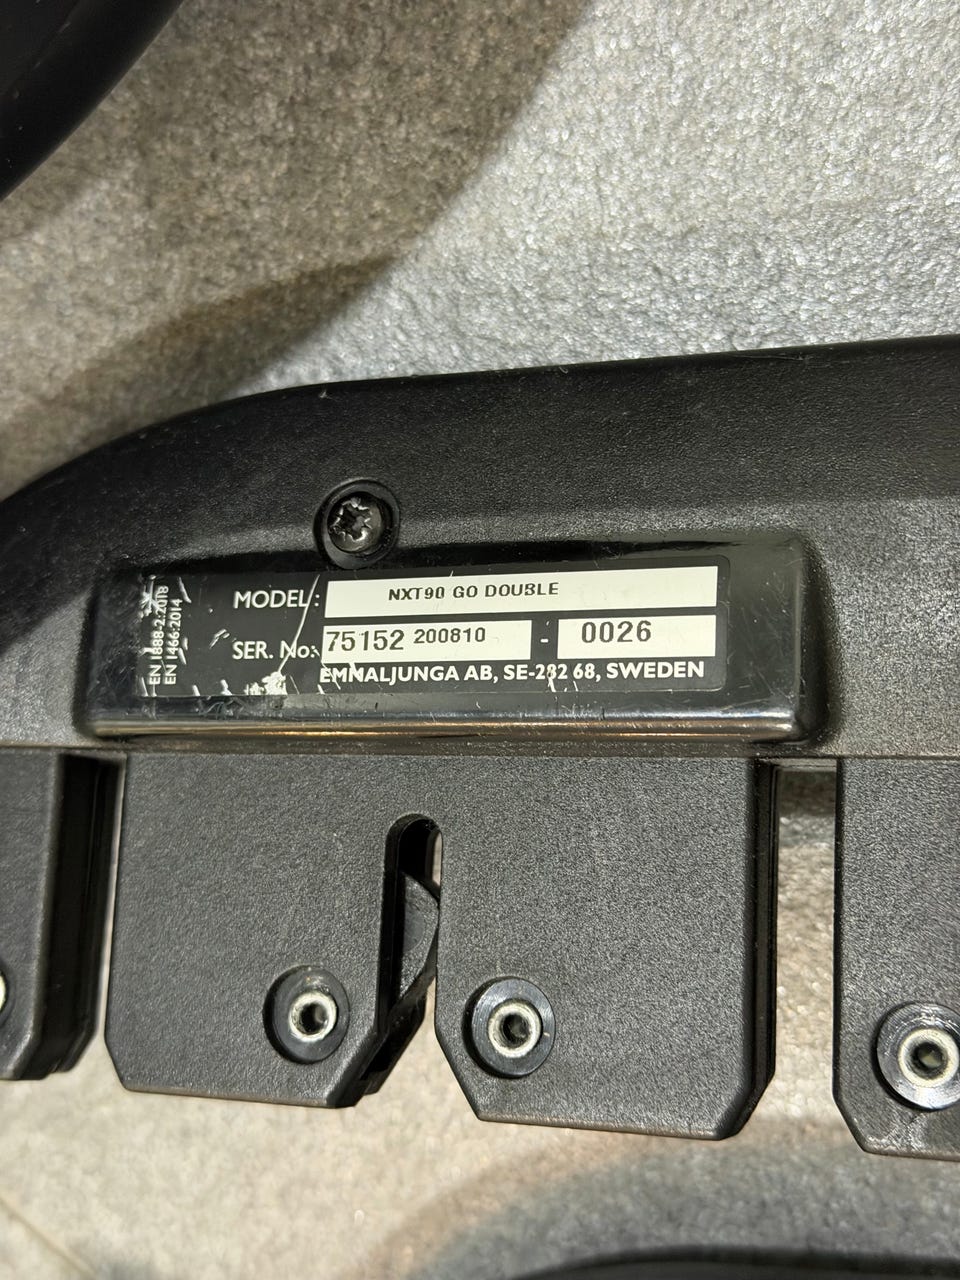 MODEL: NXT90 GO DOUBLE
SER. No: 75152 200810 - 0026
EMMALJUNGA AB, SE-282 68, SWEDEN
EN 1888-2:2018
EN 1466:2014